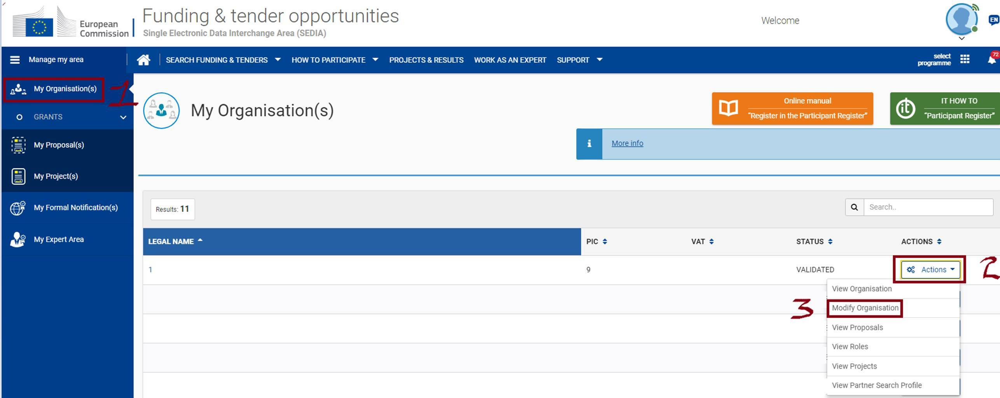 European
Commission
Funding & tender opportunities
Single Electronic Data Interchange Area (SEDIA)
Welcome
EN
Manage my area
SEARCH FUNDING & TENDERS
HOW TO PARTICIPATE
PROJECTS & RESULTS
WORK AS AN EXPERT
SUPPORT
select
programme
72
My Organisation(s)
1
GRANTS
My Proposal(s)
My Project(s)
My Formal Notification(s)
My Expert Area
My Organisation(s)
Online manual
"Register in the Participant Register"
it
IT HOW TO
"Participant Register"
i
More info
Results: 11
Search..
LEGAL NAME
PIC
VAT
STATUS
ACTIONS
1
9
VALIDATED
Actions
2
View Organisation
3
Modify Organisation
View Proposals
View Roles
View Projects
View Partner Search Profile